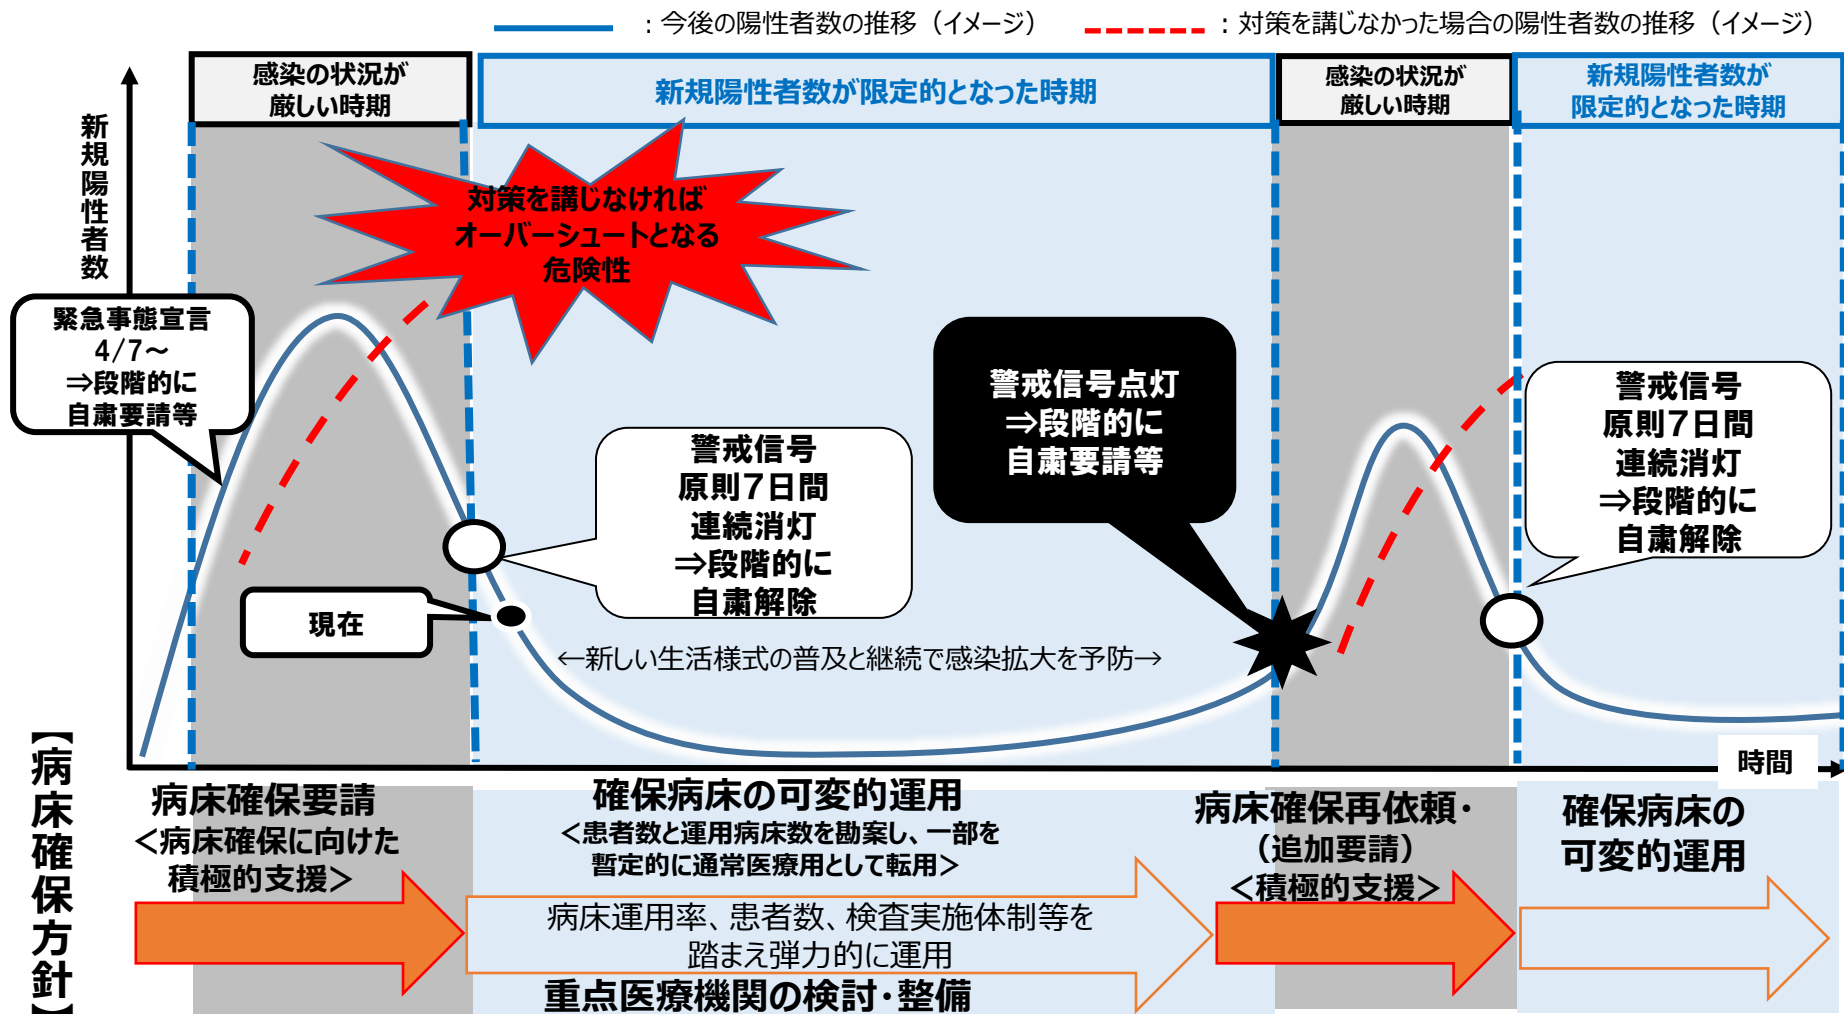 ：今後の陽性者数の推移（イメージ）
：対策を講じなかった場合の陽性者数の推移（イメージ）
感染の状況が
厳しい時期
新規陽性者数が限定的となった時期
感染の状況が
厳しい時期
新規陽性者数が
限定的となった時期
新規陽性者数
対策を講じなければ
オーバーシュートとなる
危険性
緊急事態宣言
4/7～
⇒段階的に
自粛要請等
警戒信号
原則７日間
連続消灯
⇒段階的に
自粛解除
警戒信号点灯
⇒段階的に
自粛要請等
警戒信号
原則７日間
連続消灯
⇒段階的に
自粛解除
現在
←新しい生活様式の普及と継続で感染拡大を予防→
時間
【病床確保方針】
病床確保要請
＜病床確保に向けた
積極的支援＞
確保病床の可変的運用
＜患者数と運用病床数を勘案し、一部を
暫定的に通常医療用として転用＞
病床運用率、患者数、検査実施体制等を
踏まえ弾力的に運用
重点医療機関の検討・整備
病床確保再依頼・
（追加要請）
＜積極的支援＞
確保病床の
可変的運用